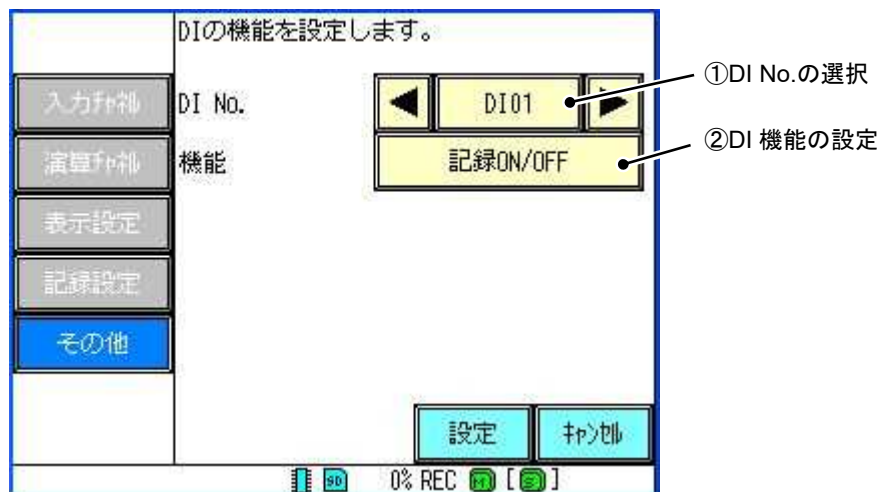 DIの機能を設定します。
①DI No.の選択
入力ﾁｬﾈﾙ DI No. ◀ DI01 ▶
②DI 機能の設定
演算ﾁｬﾈﾙ 機能 記録ON/OFF
表示設定
記録設定
その他
設定 ｷｬﾝｾﾙ
SD 0% REC M [S]